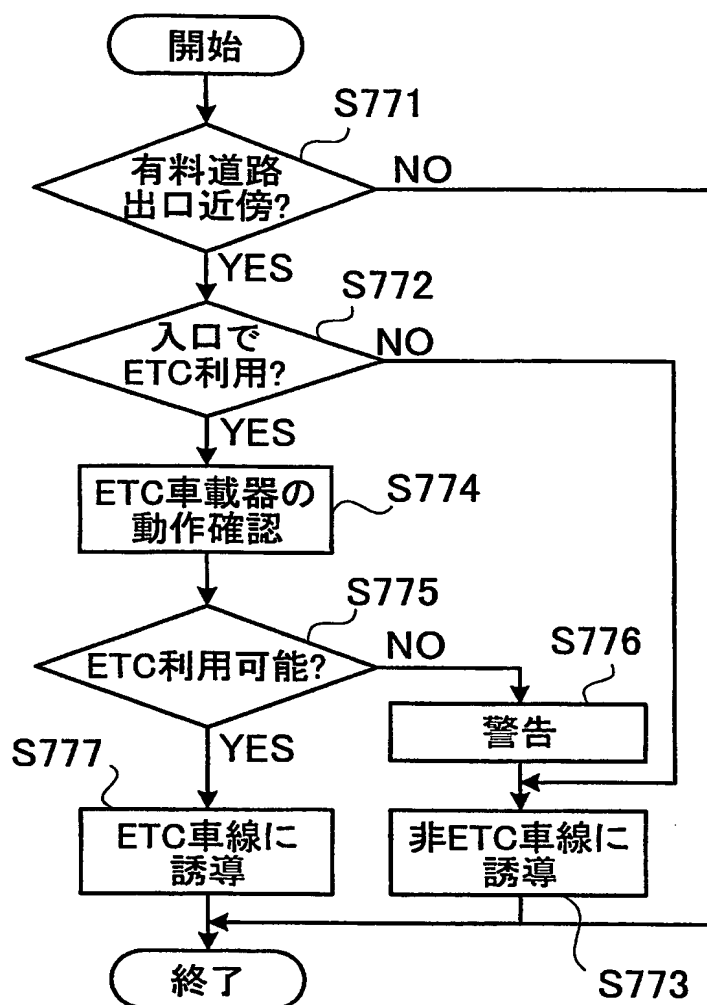 開始
S771
有料道路
出口近傍?
NO
YES
S772
入口で
ETC利用?
NO
YES
ETC車載器の
動作確認
S774
S775
ETC利用可能?
NO
S776
警告
YES
S777
ETC車線に
誘導
非ETC車線に
誘導
終了
S773